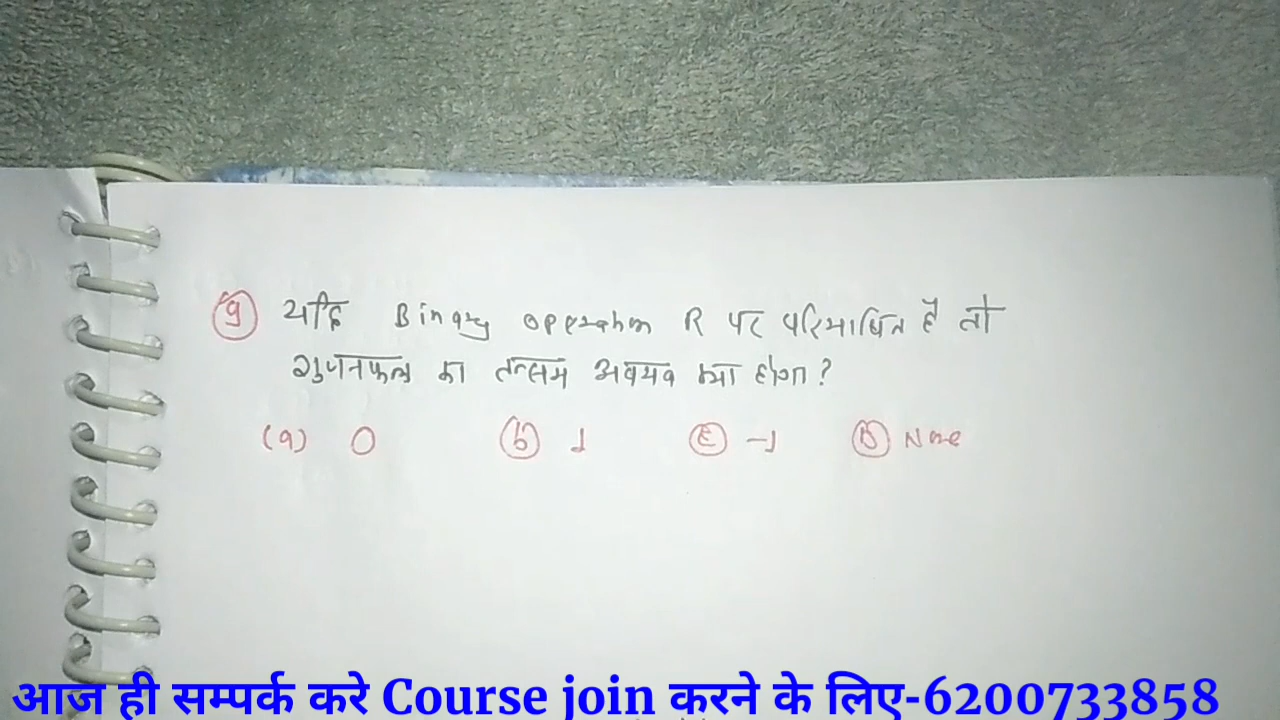 9 यदि Binary operation R पर परिभाषित है तो
गुणनफल का तत्सम अवयव क्या होगा ?
(a) 0 (b) 1 (c) -1 (D) None
आज ही सम्पर्क करे Course join करने के लिए-6200733858